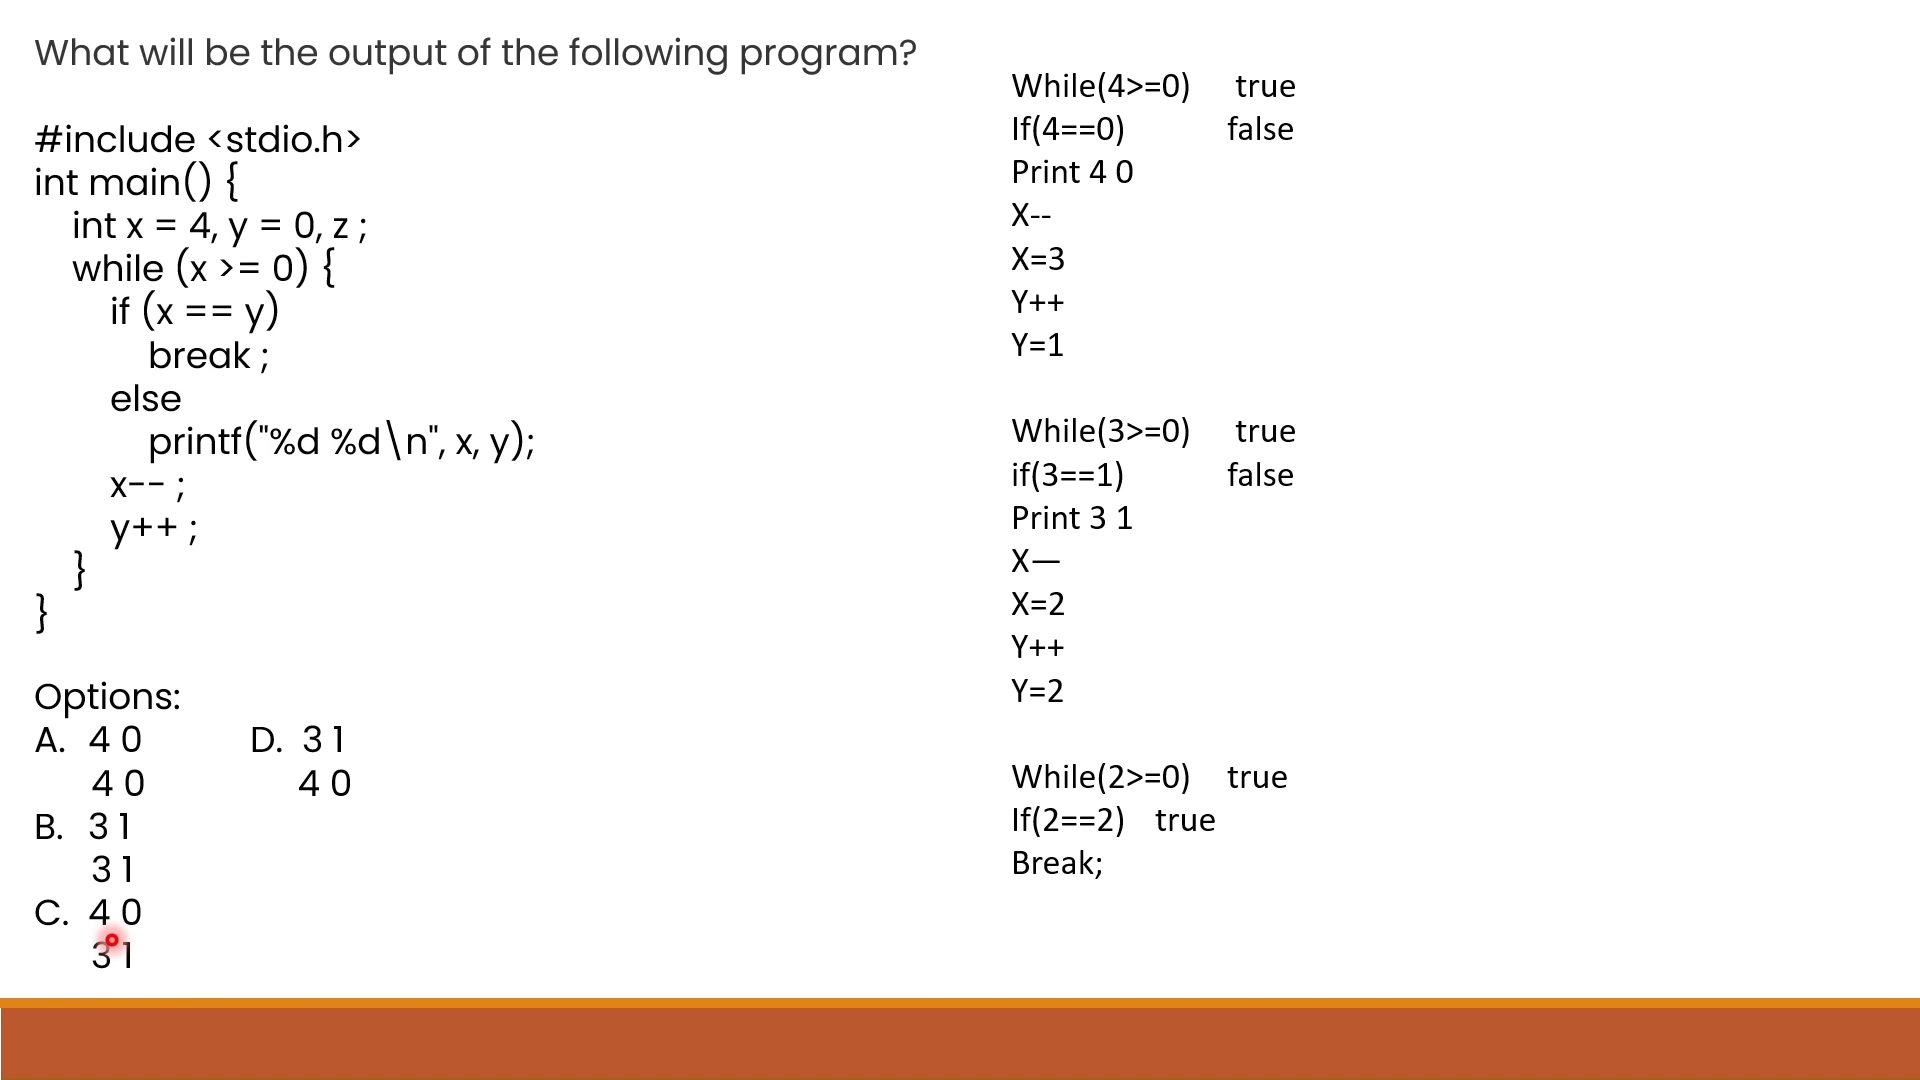 What will be the output of the following program?
#include <stdio.h>
int main() {
int x = 4, y = 0, z ;
while (x >= 0) {
if (x == y)
break ;
else
printf("%d %d\n", x, y);
x-- ;
y++ ;
}
}
Options:
A. 4 0 D. 3 1
4 0 4 0
B. 3 1
3 1
C. 4 0
3 1
While(4>=0) true
If(4==0) false
Print 4 0
X--
X=3
Y++
Y=1
While(3>=0) true
if(3==1) false
Print 3 1
X—
X=2
Y++
Y=2
While(2>=0) true
If(2==2) true
Break;